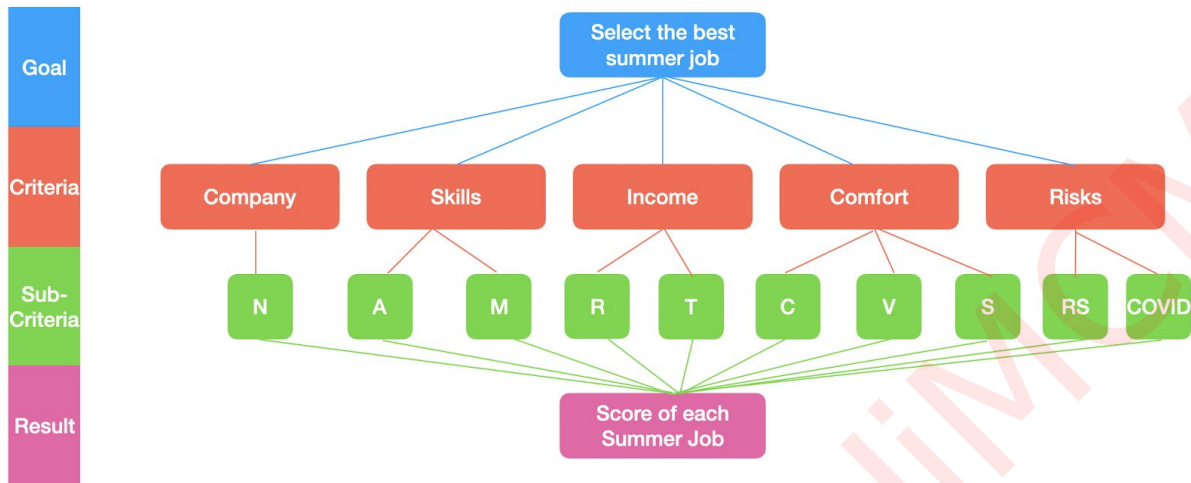 Goal
Select the best
summer job
Criteria
Company
Skills
Income
Comfort
Risks
Sub-
Criteria
N
A
M
R
T
C
V
S
RS
COVID
Result
Score of each
Summer Job